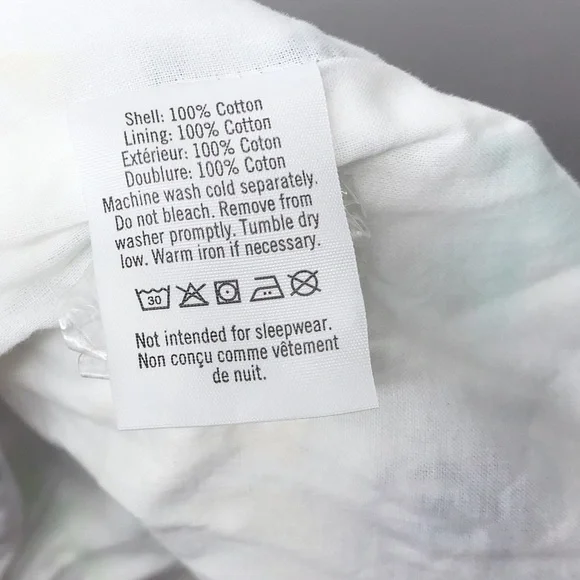 Shell: 100% Cotton
Lining: 100% Cotton
Extérieur: 100% Coton
Doublure: 100% Coton
Machine wash cold separately.
Do not bleach. Remove from
washer promptly. Tumble dry
low. Warm iron if necessary.
30
Not intended for sleepwear.
Non conçu comme vêtement
de nuit.